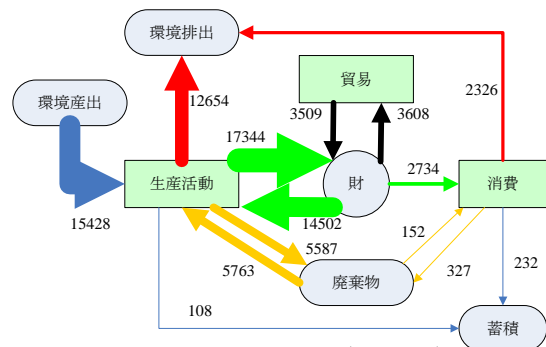 環境排出
貿易
2326
環境産出
12654
3509
3608
17344
生産活動
財
2734
消費
15428
14502
5587
152
5763
廃棄物
327
232
108
蓄積